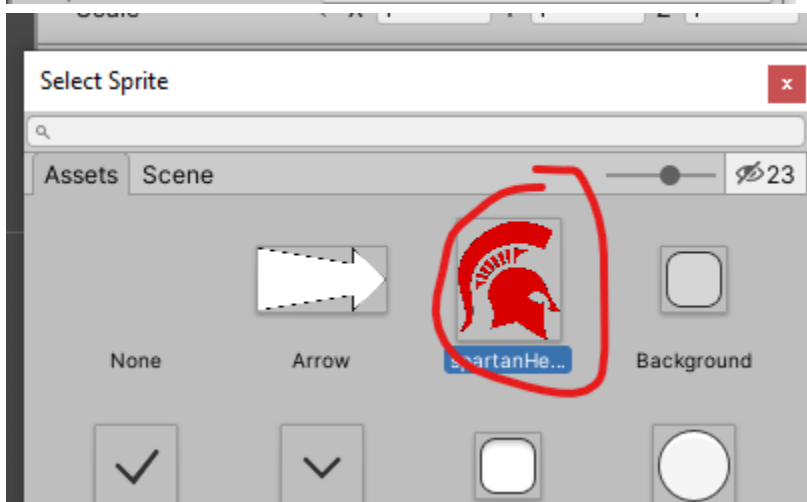 Select Sprite
x
Assets Scene
23
None Arrow spartanHe... Background